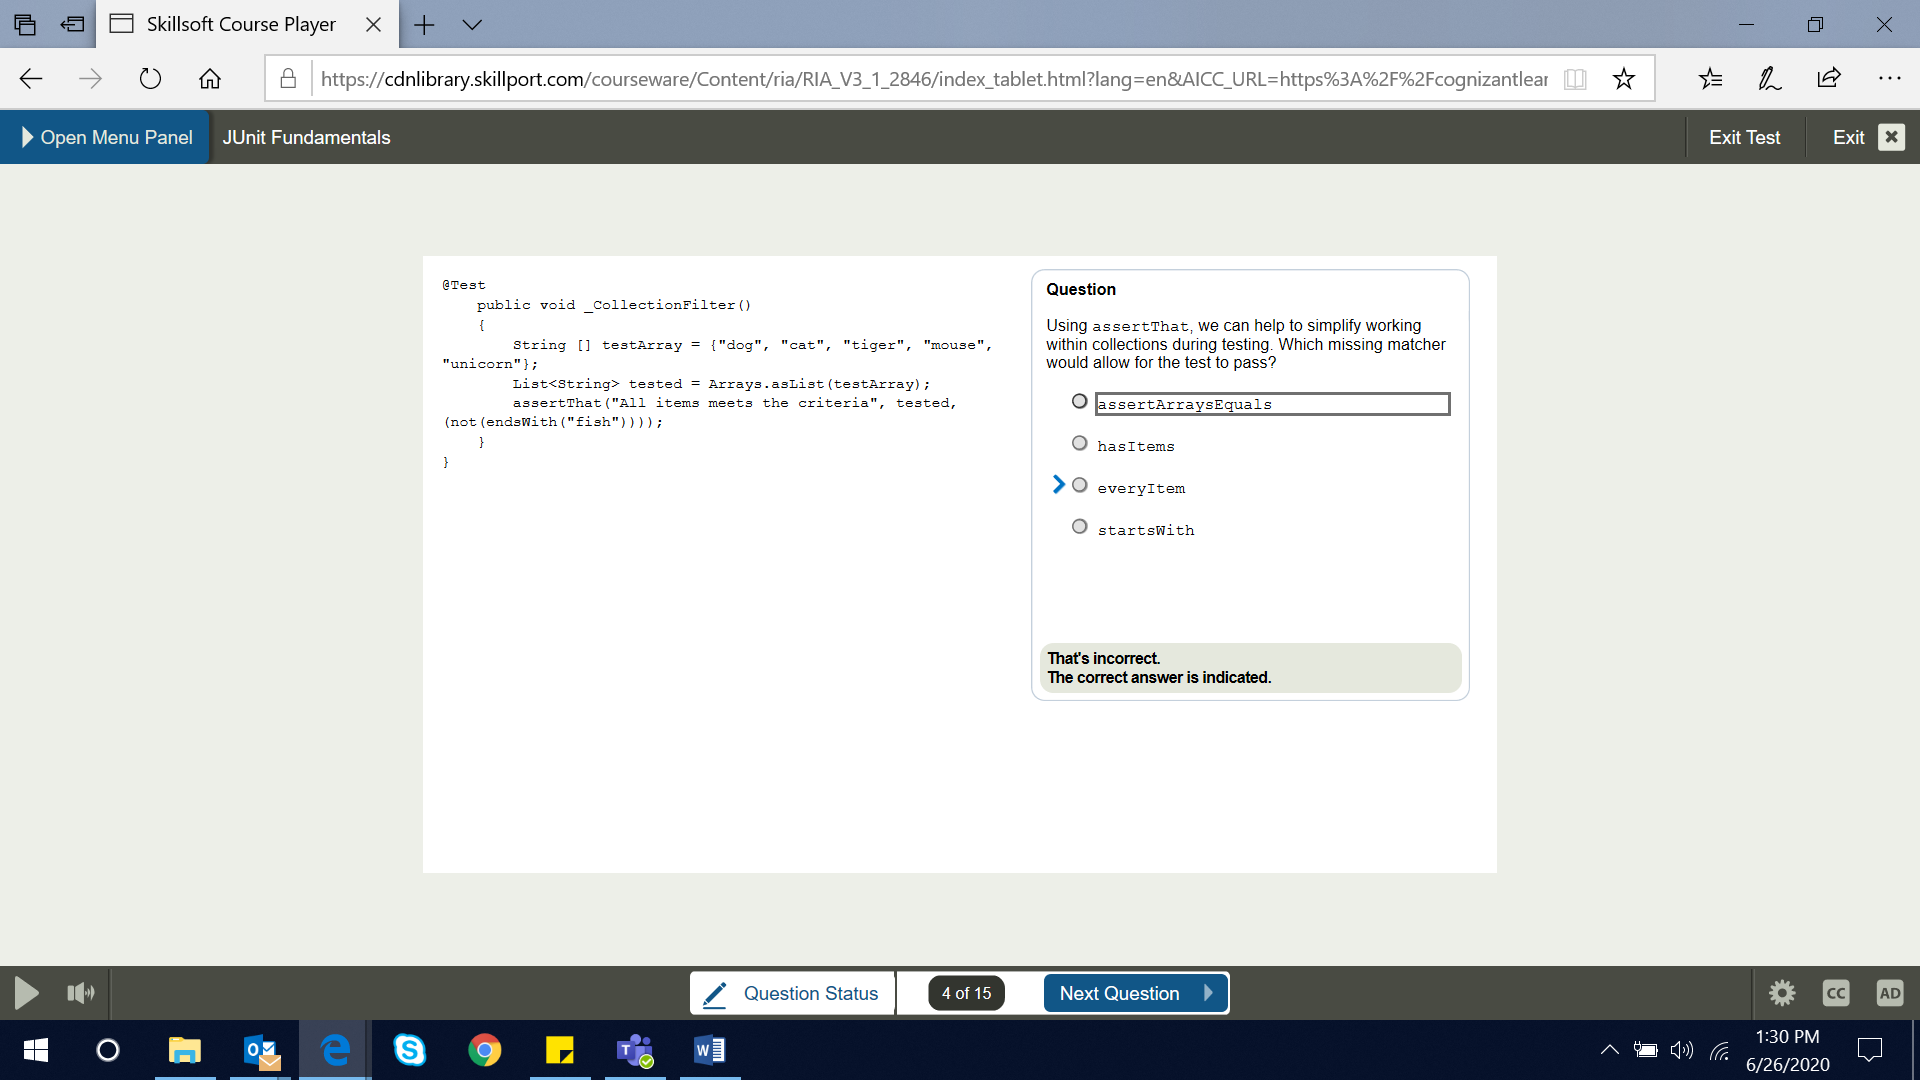 Skillsoft Course Player
https://cdnlibrary.skillport.com/courseware/Content/ria/RIA_V3_1_2846/index_tablet.html?lang=en&AICC_URL=https%3A%2F%2Fcognizantlear
Open Menu Panel
JUnit Fundamentals
Exit Test
Exit
@Test
public void _CollectionFilter()
{
String [] testArray = {"dog", "cat", "tiger", "mouse",
"unicorn"};
List<String> tested = Arrays.asList(testArray);
assertThat("All items meets the criteria", tested,
(not(endsWith("fish"))));
}
}
Question
Using assertThat, we can help to simplify working
within collections during testing. Which missing matcher
would allow for the test to pass?
assertArraysEquals
hasItems
everyItem
startsWith
That's incorrect.
The correct answer is indicated.
Question Status
4 of 15
Next Question
CC
AD
1:30 PM
6/26/2020